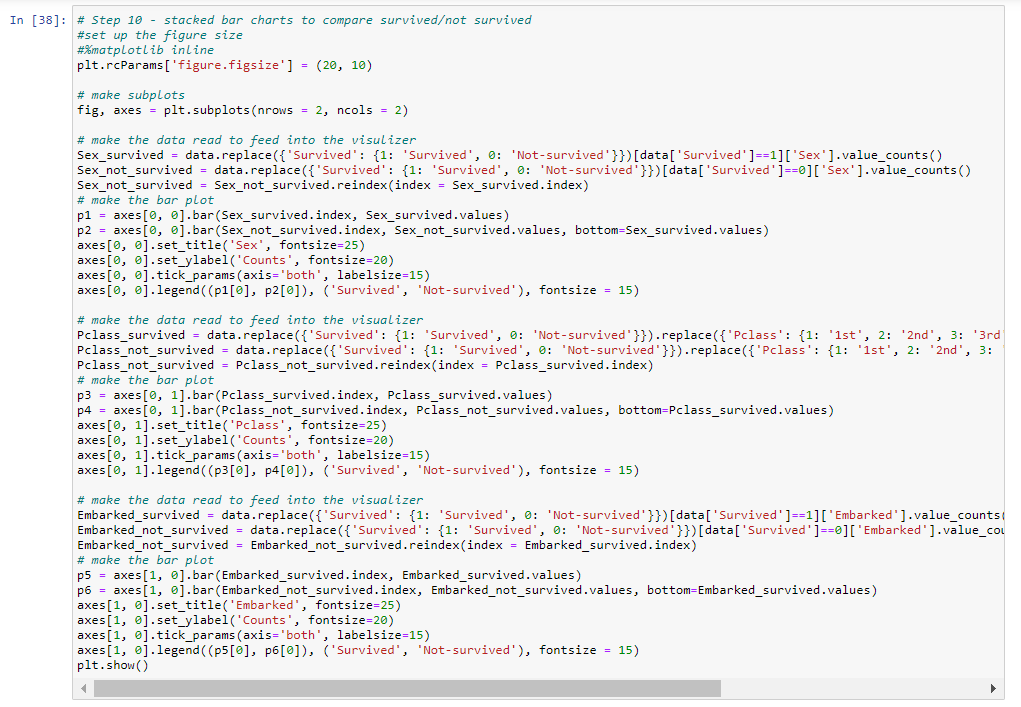 In [38]:
# Step 10 - stacked bar charts to compare survived/not survived
#set up the figure size
#%matplotlib inline
plt.rcParams['figure.figsize'] = (20, 10)
# make subplots
fig, axes = plt.subplots(nrows = 2, ncols = 2)
# make the data read to feed into the visulizer
Sex_survived = data.replace({'Survived': {1: 'Survived', 0: 'Not-survived'}})[data['Survived']==1]['Sex'].value_counts()
Sex_not_survived = data.replace({'Survived': {1: 'Survived', 0: 'Not-survived'}})[data['Survived']==0]['Sex'].value_counts()
Sex_not_survived = Sex_not_survived.reindex(index = Sex_survived.index)
# make the bar plot
p1 = axes[0, 0].bar(Sex_survived.index, Sex_survived.values)
p2 = axes[0, 0].bar(Sex_not_survived.index, Sex_not_survived.values, bottom=Sex_survived.values)
axes[0, 0].set_title('Sex', fontsize=25)
axes[0, 0].set_ylabel('Counts', fontsize=20)
axes[0, 0].tick_params(axis='both', labelsize=15)
axes[0, 0].legend((p1[0], p2[0]), ('Survived', 'Not-survived'), fontsize = 15)
# make the data read to feed into the visualizer
Pclass_survived = data.replace({'Survived': {1: 'Survived', 0: 'Not-survived'}}).replace({'Pclass': {1: '1st', 2: '2nd', 3: '3rd
Pclass_not_survived = data.replace({'Survived': {1: 'Survived', 0: 'Not-survived'}}).replace({'Pclass': {1: '1st', 2: '2nd', 3:
Pclass_not_survived = Pclass_not_survived.reindex(index = Pclass_survived.index)
# make the bar plot
p3 = axes[0, 1].bar(Pclass_survived.index, Pclass_survived.values)
p4 = axes[0, 1].bar(Pclass_not_survived.index, Pclass_not_survived.values, bottom=Pclass_survived.values)
axes[0, 1].set_title('Pclass', fontsize=25)
axes[0, 1].set_ylabel('Counts', fontsize=20)
axes[0, 1].tick_params(axis='both', labelsize=15)
axes[0, 1].legend((p3[0], p4[0]), ('Survived', 'Not-survived'), fontsize = 15)
# make the data read to feed into the visualizer
Embarked_survived = data.replace({'Survived': {1: 'Survived', 0: 'Not-survived'}})[data['Survived']==1]['Embarked'].value_counts(
Embarked_not_survived = data.replace({'Survived': {1: 'Survived', 0: 'Not-survived'}})[data['Survived']==0]['Embarked'].value_cou
Embarked_not_survived = Embarked_not_survived.reindex(index = Embarked_survived.index)
# make the bar plot
p5 = axes[1, 0].bar(Embarked_survived.index, Embarked_survived.values)
p6 = axes[1, 0].bar(Embarked_not_survived.index, Embarked_not_survived.values, bottom=Embarked_survived.values)
axes[1, 0].set_title('Embarked', fontsize=25)
axes[1, 0].set_ylabel('Counts', fontsize=20)
axes[1, 0].tick_params(axis='both', labelsize=15)
axes[1, 0].legend((p5[0], p6[0]), ('Survived', 'Not-survived'), fontsize = 15)
plt.show()